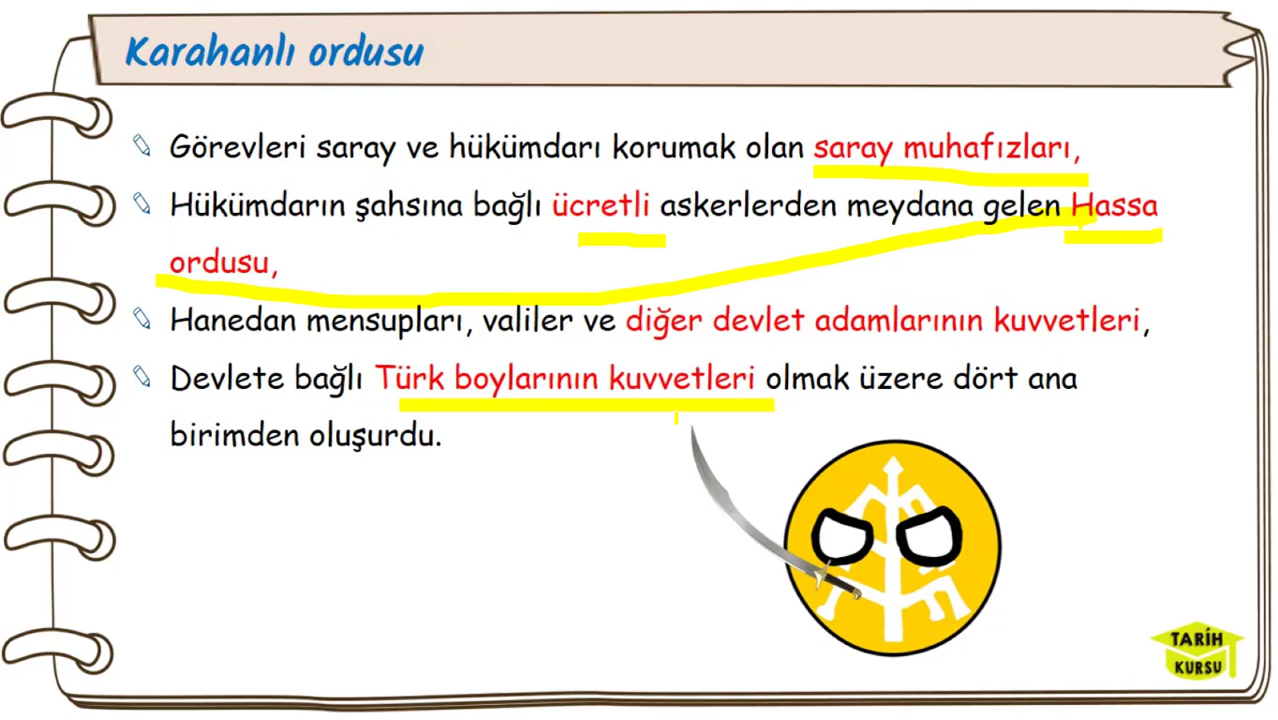 Karahanlı ordusu
Görevleri saray ve hükümdarı korumak olan saray muhafızları,
Hükümdarın şahsına bağlı ücretli askerlerden meydana gelen Hassa
ordusu,
Hanedan mensupları, valiler ve diğer devlet adamlarının kuvvetleri,
Devlete bağlı Türk boylarının kuvvetleri olmak üzere dört ana
birimden oluşurdu.
TARİH
KURSU